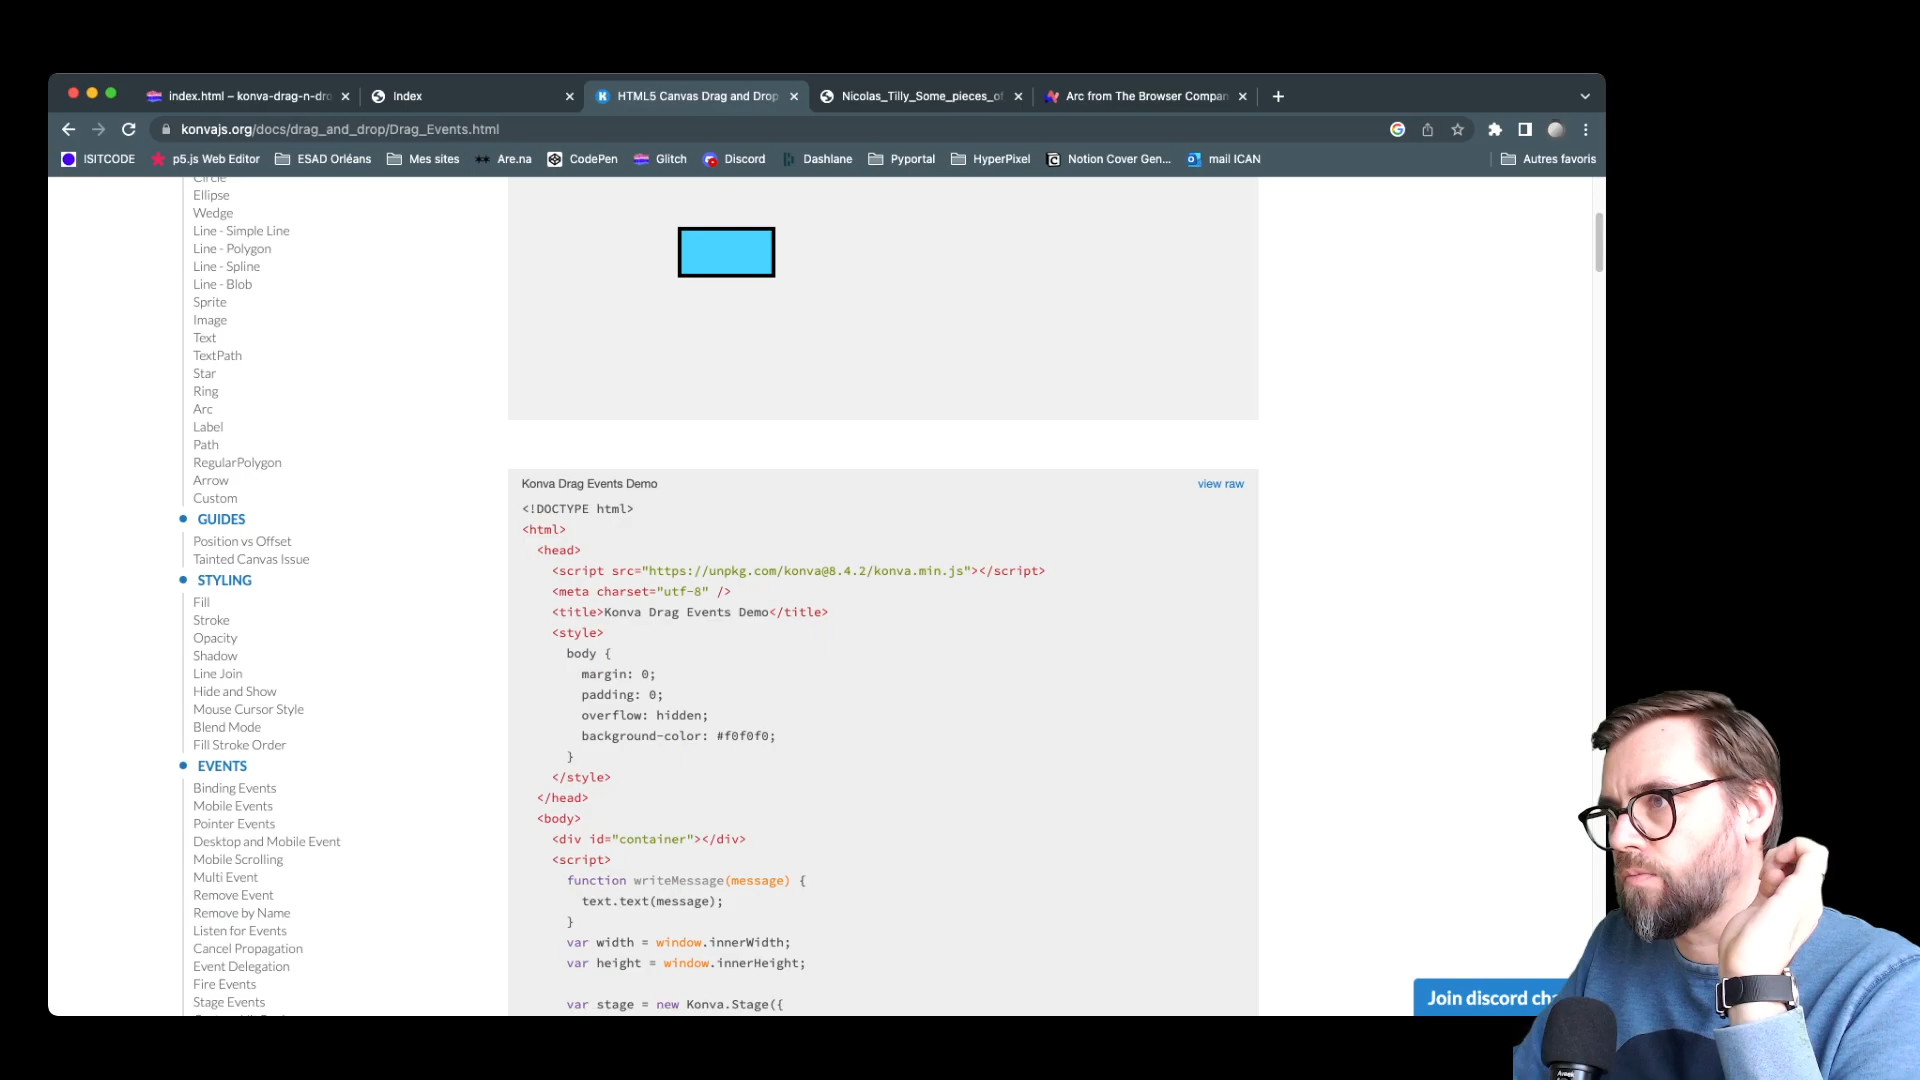 index.html – konva-drag-n-dro
Index
HTML5 Canvas Drag and Drop
Nicolas_Tilly_Some_pieces_of
Arc from The Browser Compan
konvajs.org/docs/drag_and_drop/Drag_Events.html
ISITCODE
p5.js Web Editor
ESAD Orléans
Mes sites
Are.na
CodePen
Glitch
Discord
Dashlane
Pyportal
HyperPixel
Notion Cover Gen...
mail ICAN
Autres favoris
Circle
Ellipse
Wedge
Line - Simple Line
Line - Polygon
Line - Spline
Line - Blob
Sprite
Image
Text
TextPath
Star
Ring
Arc
Label
Path
RegularPolygon
Arrow
Custom
GUIDES
Position vs Offset
Tainted Canvas Issue
STYLING
Fill
Stroke
Opacity
Shadow
Line Join
Hide and Show
Mouse Cursor Style
Blend Mode
Fill Stroke Order
EVENTS
Binding Events
Mobile Events
Pointer Events
Desktop and Mobile Event
Mobile Scrolling
Multi Event
Remove Event
Remove by Name
Listen for Events
Cancel Propagation
Event Delegation
Fire Events
Stage Events
Konva Drag Events Demo
view raw
<!DOCTYPE html>
<html>
<head>
<script src="https://unpkg.com/konva@8.4.2/konva.min.js"></script>
<meta charset="utf-8" />
<title>Konva Drag Events Demo</title>
<style>
body {
margin: 0;
padding: 0;
overflow: hidden;
background-color: #f0f0f0;
}
</style>
</head>
<body>
<div id="container"></div>
<script>
function writeMessage(message) {
text.text(message);
}
var width = window.innerWidth;
var height = window.innerHeight;
var stage = new Konva.Stage({
Join discord cha